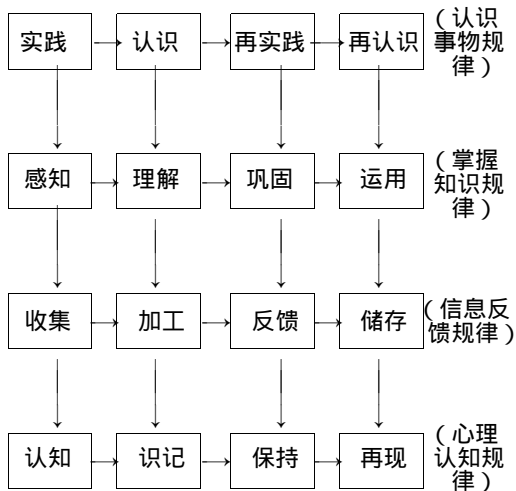 实践 认识 再实践 再认识 （认识
事物规
律）
感知 理解 巩固 运用 （掌握
知识规
律）
收集 加工 反馈 储存 （信息反
馈规律）
认知 识记 保持 再现 （心理
认知规
律）